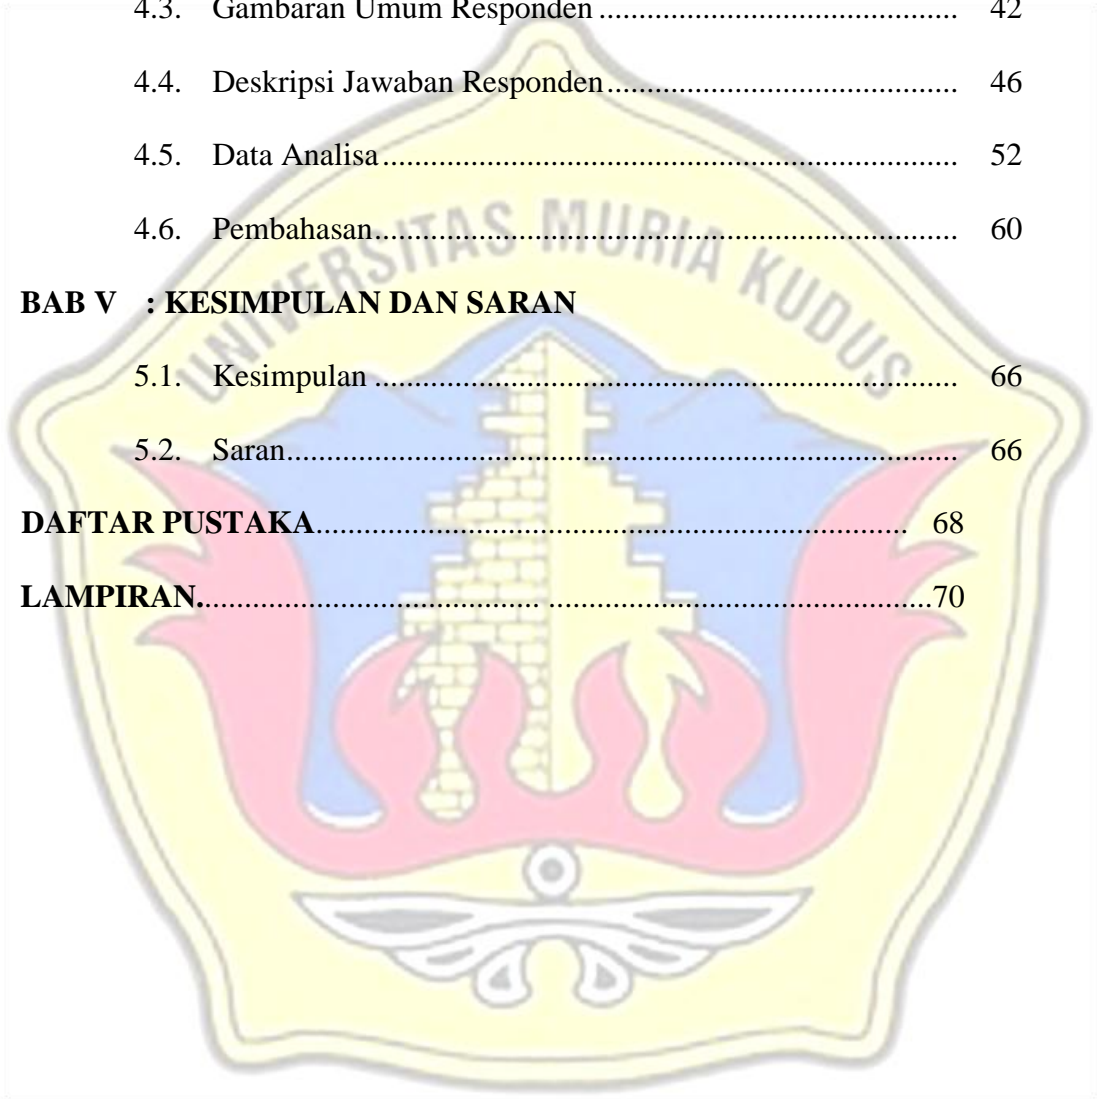 4.3. Gambaran Umum Responden ............................................. 42
4.4. Deskripsi Jawaban Responden ............................................ 46
4.5. Data Analisa ........................................................................ 52
4.6. Pembahasan ......................................................................... 60
UNIVERSITAS MURIA KUDUS
BAB V : KESIMPULAN DAN SARAN
5.1. Kesimpulan ......................................................................... 66
5.2. Saran .................................................................................... 66
DAFTAR PUSTAKA .......................................................................... 68
LAMPIRAN. .......................................... ................................................70